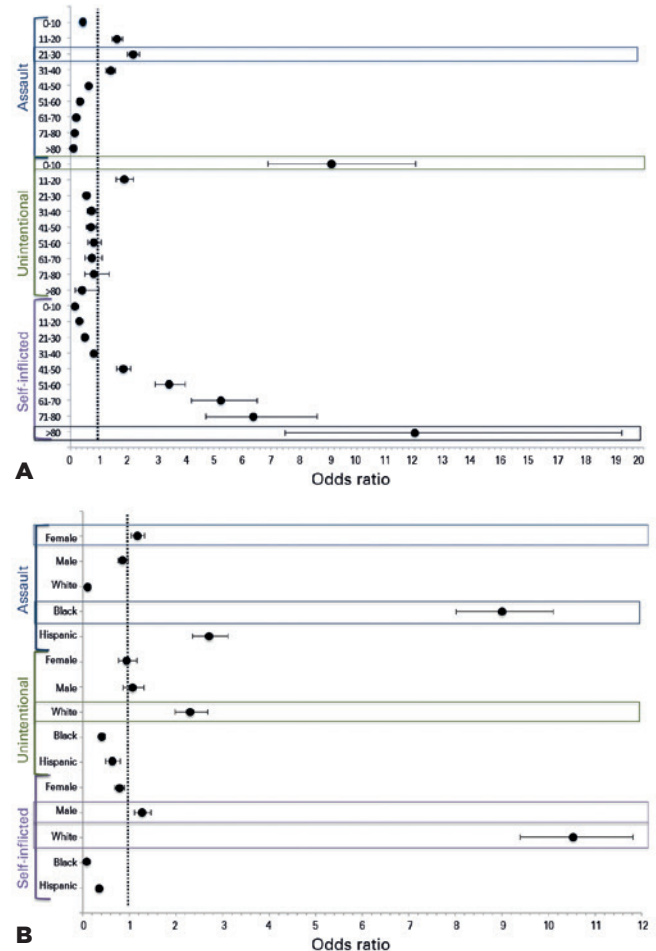 Assault
0-10
11-20
21-30
31-40
41-50
51-60
61-70
71-80
>80
Unintentional
0-10
11-20
21-30
31-40
41-50
51-60
61-70
71-80
>80
Self-inflicted
0-10
11-20
21-30
31-40
41-50
51-60
61-70
71-80
>80
0 1 2 3 4 5 6 7 8 9 10 11 12 13 14 15 16 17 18 19 20
Odds ratio
A
Assault
Female
Male
White
Black
Hispanic
Unintentional
Female
Male
White
Black
Hispanic
Self-inflicted
Female
Male
White
Black
Hispanic
0 1 2 3 4 5 6 7 8 9 10 11 12
Odds ratio
B